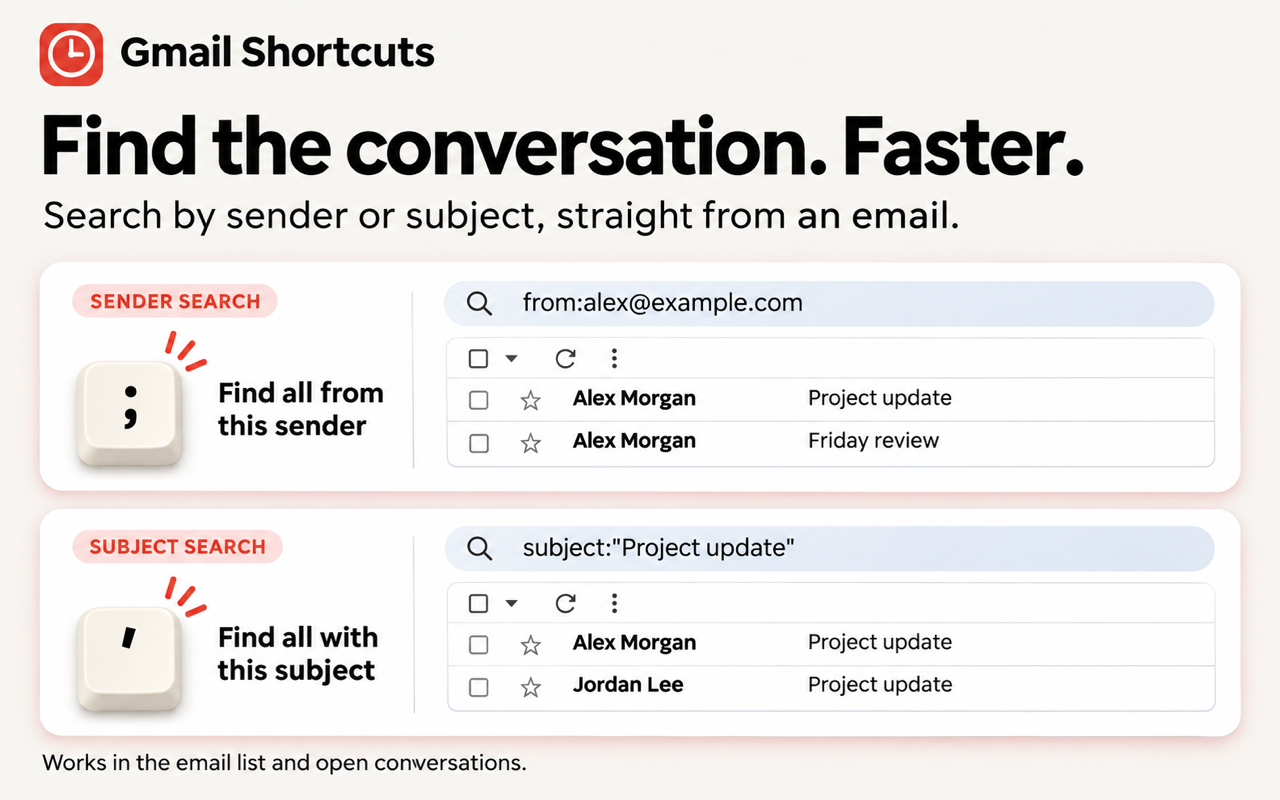 Gmail Shortcuts
Find the conversation. Faster.
Search by sender or subject, straight from an email.
SENDER SEARCH
;
Find all from
this sender
from:alex@example.com
Alex Morgan Project update
Alex Morgan Friday review
SUBJECT SEARCH
'
Find all with
this subject
subject:"Project update"
Alex Morgan Project update
Jordan Lee Project update
Works in the email list and open conversations.